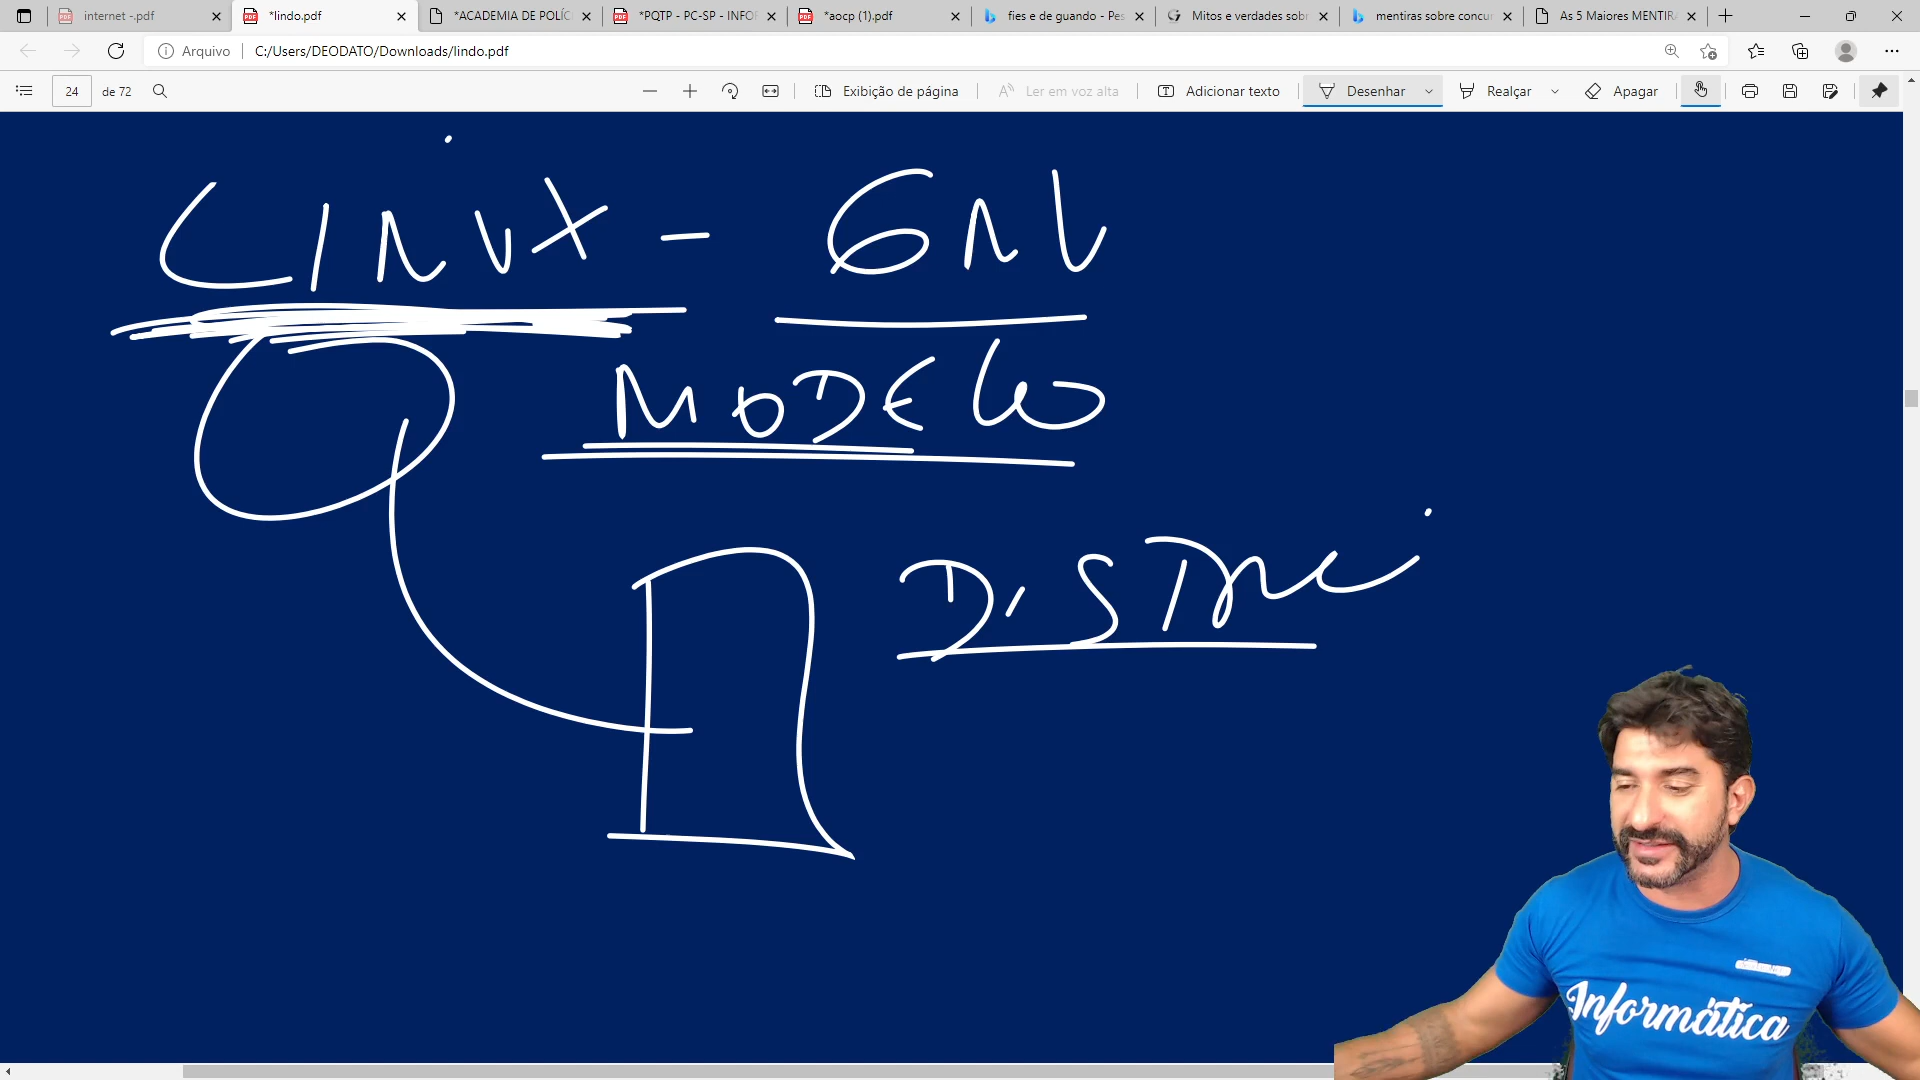 internet -.pdf
*lindo.pdf
*ACADEMIA DE POLÍC
*PQTP - PC-SP - INFOR
*aocp (1).pdf
fies e de guando - Pes
Mitos e verdades sobr
mentiras sobre concur
As 5 Maiores MENTIRA
Arquivo
C:/Users/DEODATO/Downloads/lindo.pdf
24 de 72
Exibição de página
Ler em voz alta
Adicionar texto
Desenhar
Realçar
Apagar
LINUX - GNU
MODELO
DISTRI
Informática